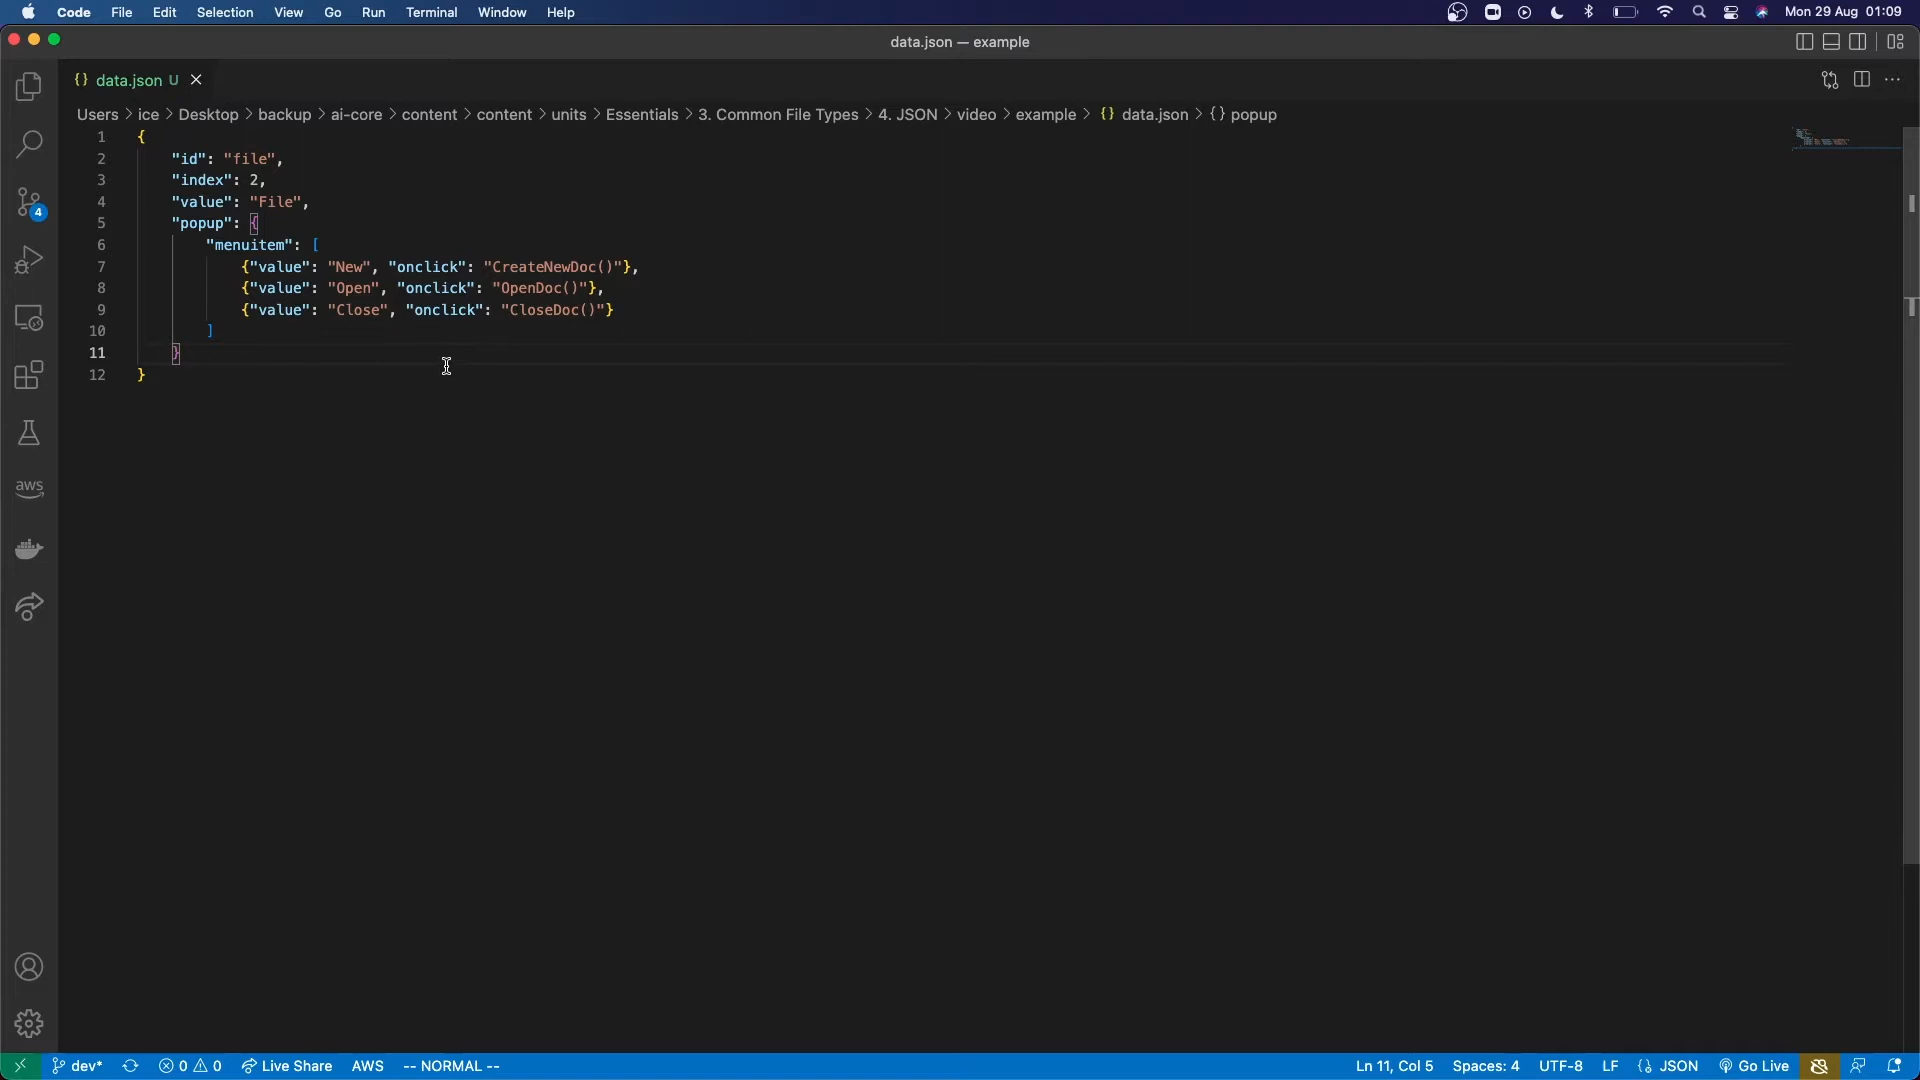 Code File Edit Selection View Go Run Terminal Window Help Mon 29 Aug 01:09
data.json — example
{} data.json U
Users > ice > Desktop > backup > ai-core > content > content > units > Essentials > 3. Common File Types > 4. JSON > video > example > {} data.json > {} popup
1 {
2 "id": "file",
3 "index": 2,
4 "value": "File",
5 "popup": {
6 "menuitem": [
7 {"value": "New", "onclick": "CreateNewDoc()"},
8 {"value": "Open", "onclick": "OpenDoc()"},
9 {"value": "Close", "onclick": "CloseDoc()"}
10 ]
11 }
12 }
4
aws
dev* 0 0 Live Share AWS -- NORMAL -- Ln 11, Col 5 Spaces: 4 UTF-8 LF {} JSON Go Live